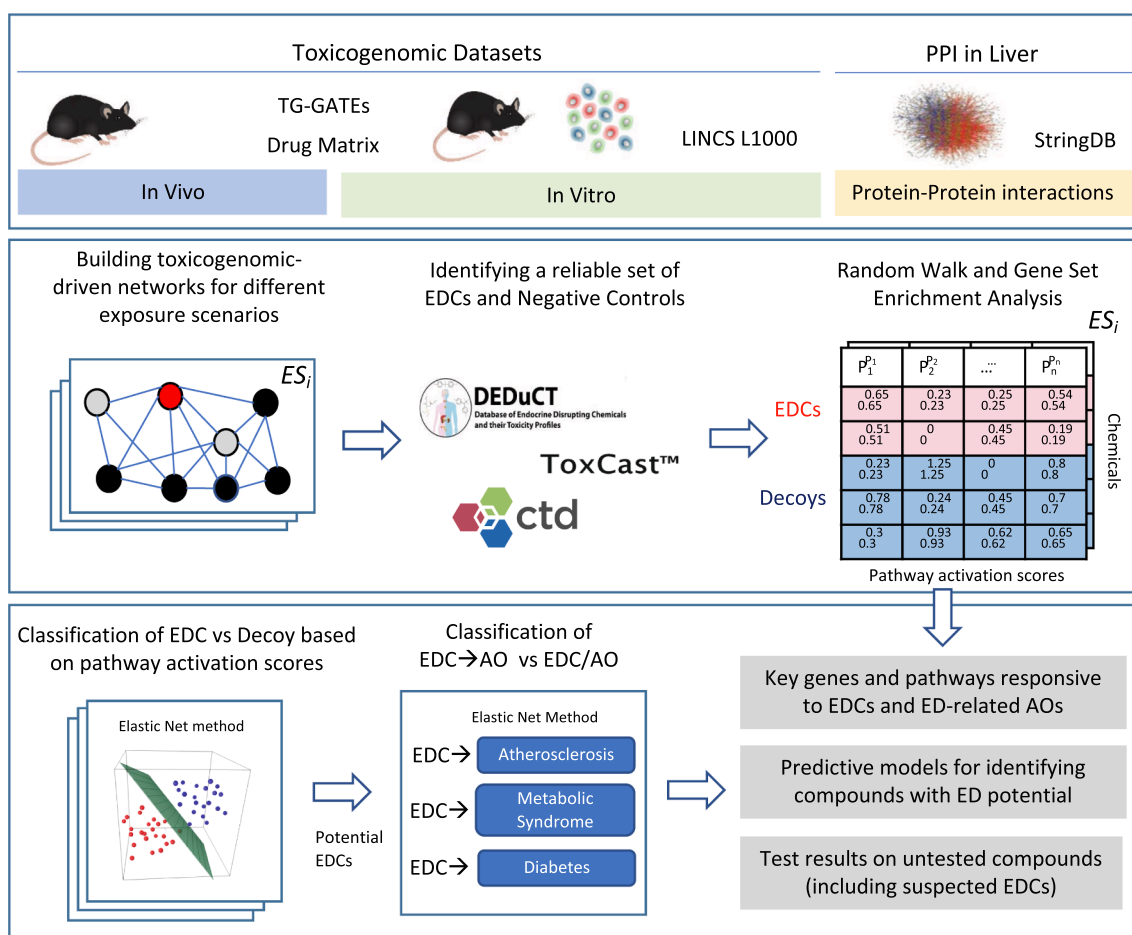 Toxicogenomic Datasets
PPI in Liver
TG-GATEs
Drug Matrix
LINCS L1000
StringDB
In Vivo
In Vitro
Protein-Protein interactions
Building toxicogenomic-
driven networks for different
exposure scenarios
ESi
Identifying a reliable set of
EDCs and Negative Controls
DEDuCT
Database of Endocrine Disrupting Chemicals
and their Toxicity Profiles
ToxCast™
ctd
Random Walk and Gene Set
Enrichment Analysis
ESi
P1^P1 P2^P2 ...... Pn^Pn
EDCs
Decoys
0.65 0.23 0.25 0.54
0.65 0.23 0.25 0.54
0.51 0 0.45 0.19
0.51 0 0.45 0.19
0.23 1.25 0 0.8
0.23 1.25 0 0.8
0.78 0.24 0.45 0.7
0.78 0.24 0.45 0.7
0.3 0.93 0.62 0.65
0.3 0.93 0.62 0.65
Chemicals
Pathway activation scores
Classification of EDC vs Decoy based
on pathway activation scores
Elastic Net method
Potential
EDCs
Classification of
EDC→AO vs EDC/AO
Elastic Net Method
EDC→ Atherosclerosis
EDC→ Metabolic
Syndrome
EDC→ Diabetes
Key genes and pathways responsive
to EDCs and ED-related AOs
Predictive models for identifying
compounds with ED potential
Test results on untested compounds
(including suspected EDCs)